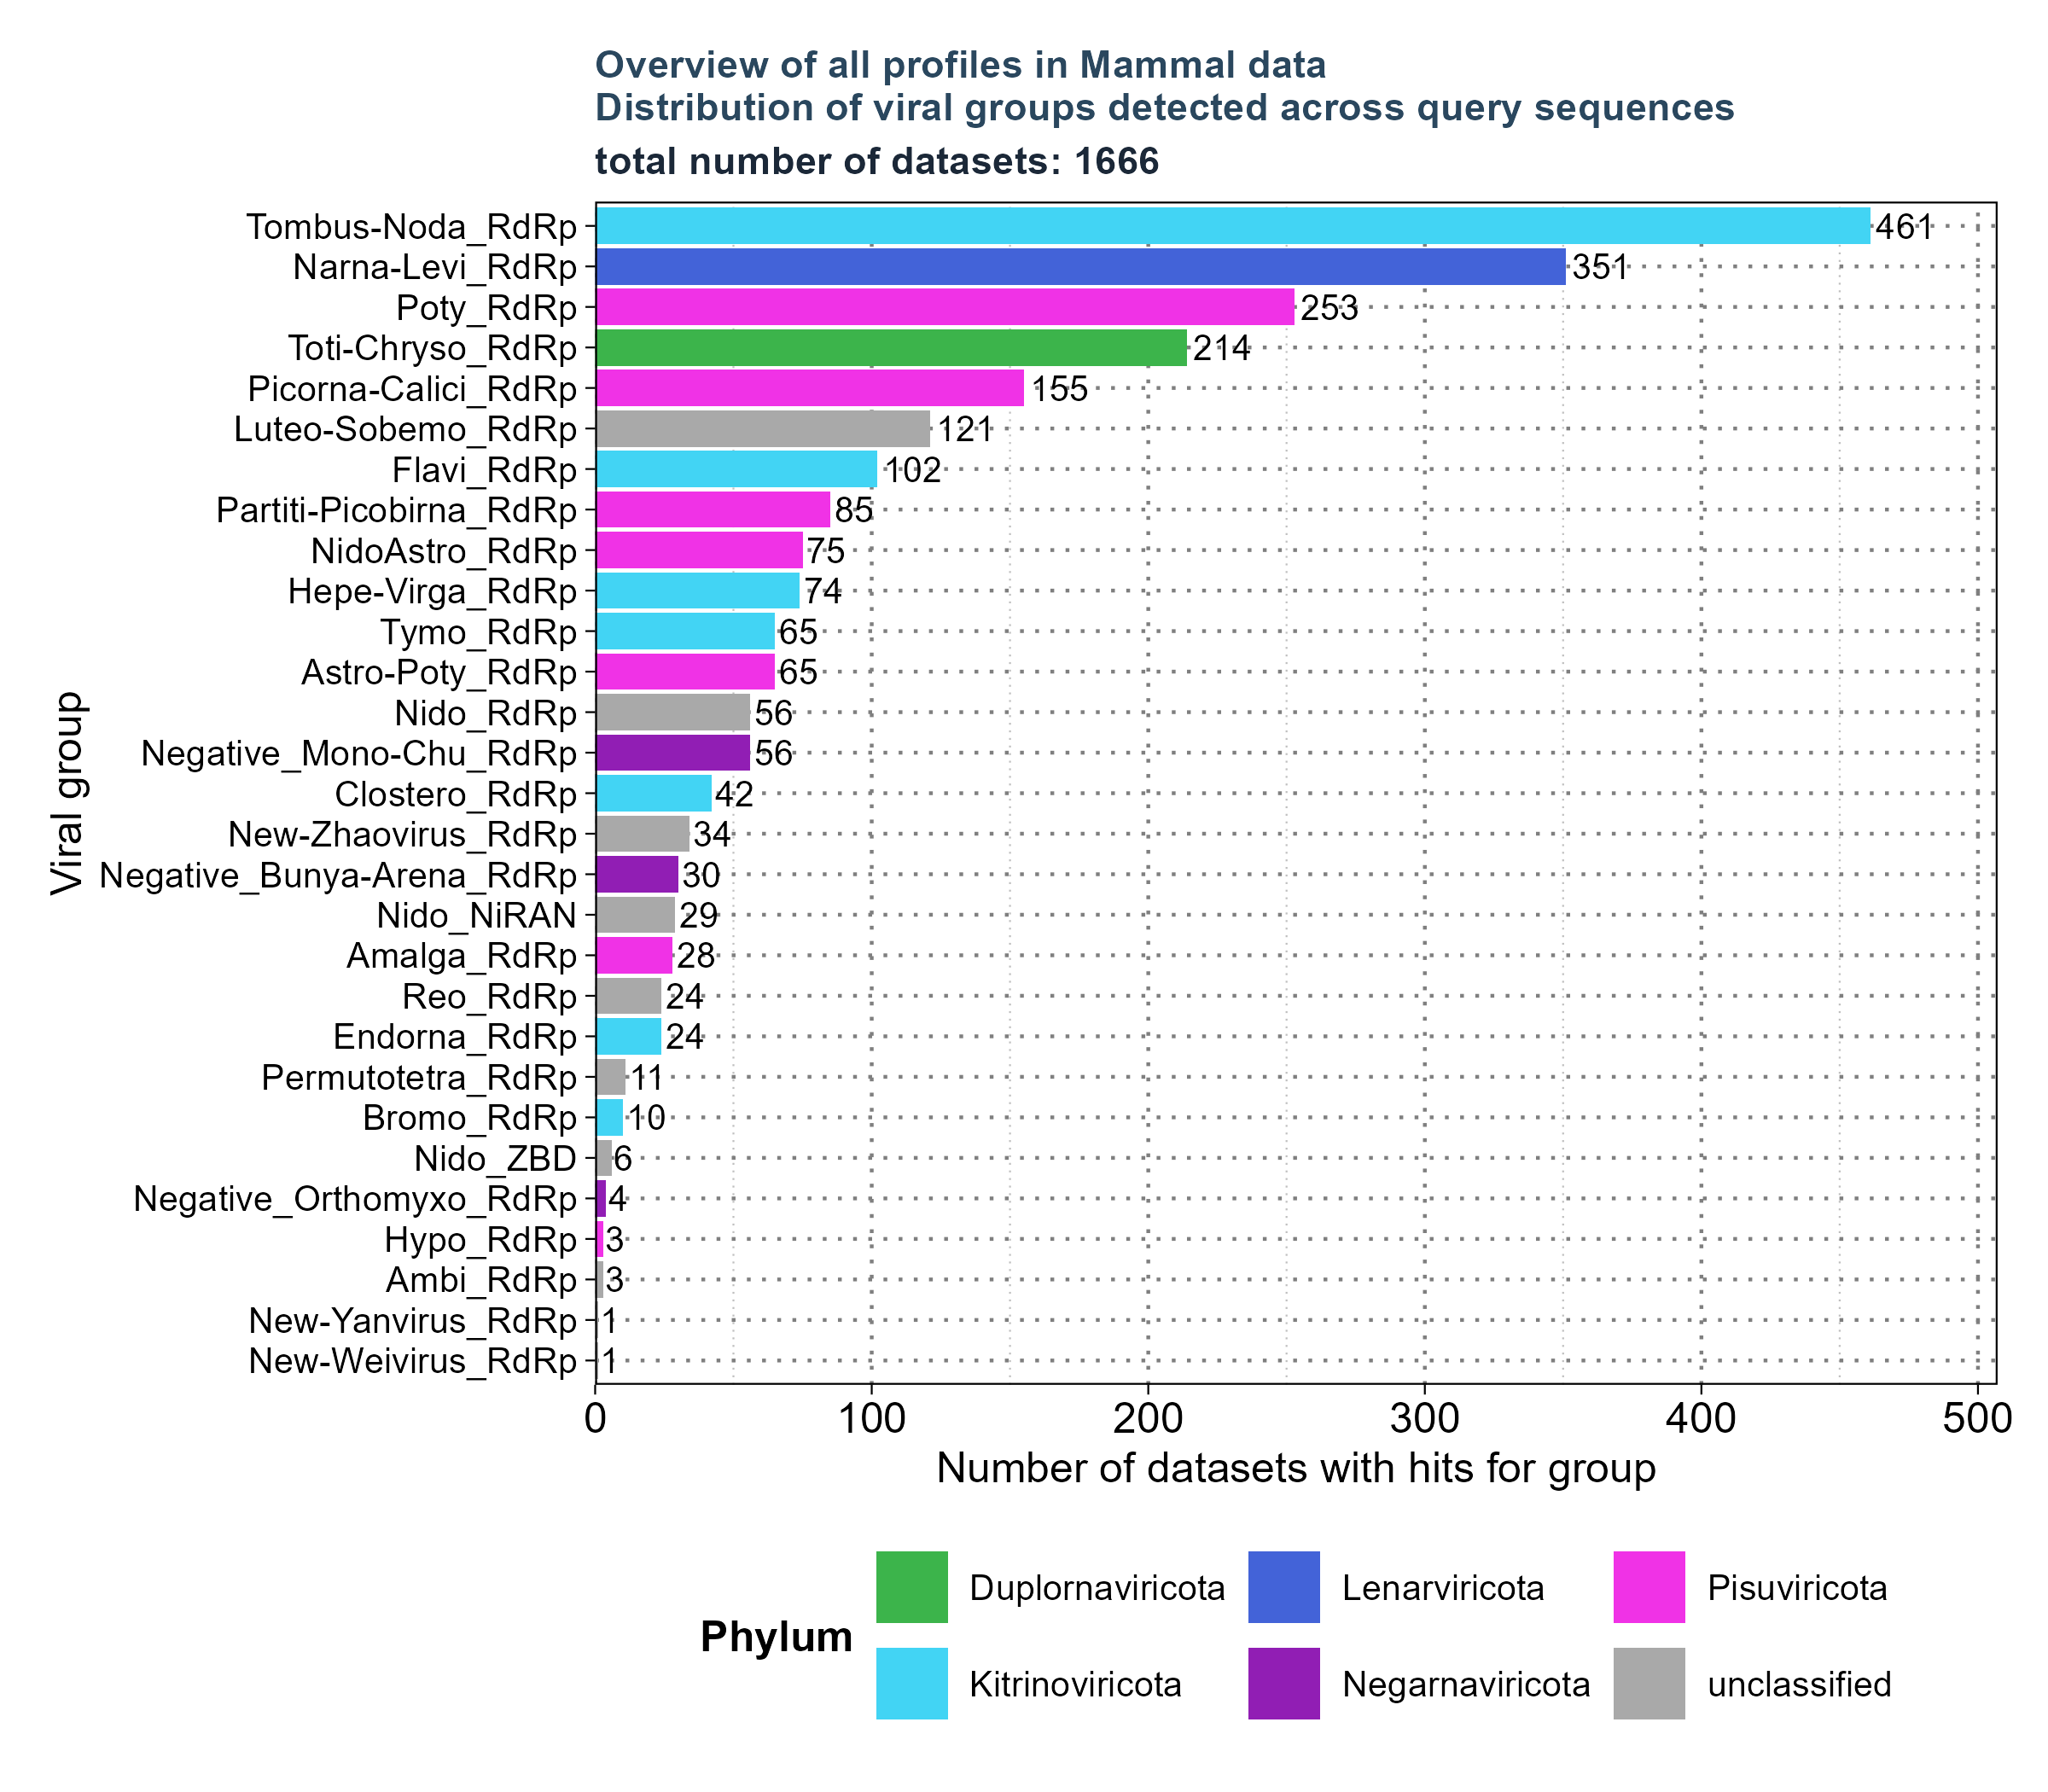 Overview of all profiles in Mammal data
Distribution of viral groups detected across query sequences
total number of datasets: 1666
Viral group
Tombus-Noda_RdRp 461
Narna-Levi_RdRp 351
Poty_RdRp 253
Toti-Chryso_RdRp 214
Picorna-Calici_RdRp 155
Luteo-Sobemo_RdRp 121
Flavi_RdRp 102
Partiti-Picobirna_RdRp 85
NidoAstro_RdRp 75
Hepe-Virga_RdRp 74
Tymo_RdRp 65
Astro-Poty_RdRp 65
Nido_RdRp 56
Negative_Mono-Chu_RdRp 56
Clostero_RdRp 42
New-Zhaovirus_RdRp 34
Negative_Bunya-Arena_RdRp 30
Nido_NiRAN 29
Amalga_RdRp 28
Reo_RdRp 24
Endorna_RdRp 24
Permutotetra_RdRp 11
Bromo_RdRp 10
Nido_ZBD 6
Negative_Orthomyxo_RdRp 4
Hypo_RdRp 3
Ambi_RdRp 3
New-Yanvirus_RdRp 1
New-Weivirus_RdRp 1
0 100 200 300 400 500
Number of datasets with hits for group
Phylum
Duplornaviricota Lenarviricota Pisuviricota
Kitrinoviricota Negarnaviricota unclassified